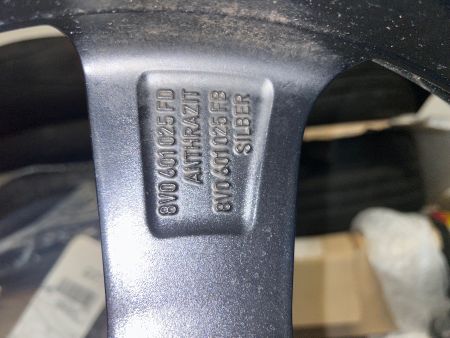 8V0 601 025 FD
/ANTHRAZIT
8V0 601 025 FB
SILBER